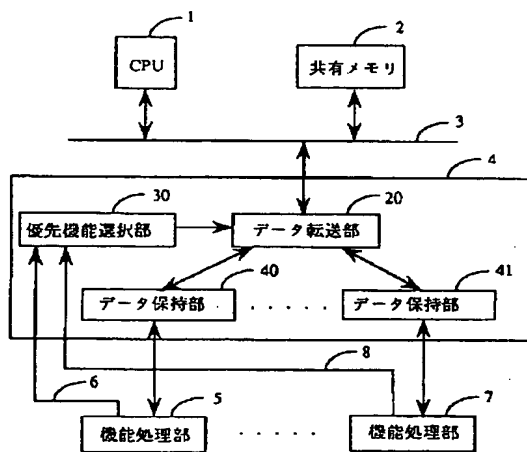 1
2
CPU
共有メモリ
3
4
30
20
優先機能選択部
データ転送部
40
41
データ保持部
.....
データ保持部
8
6
5
7
機能処理部
.....
機能処理部